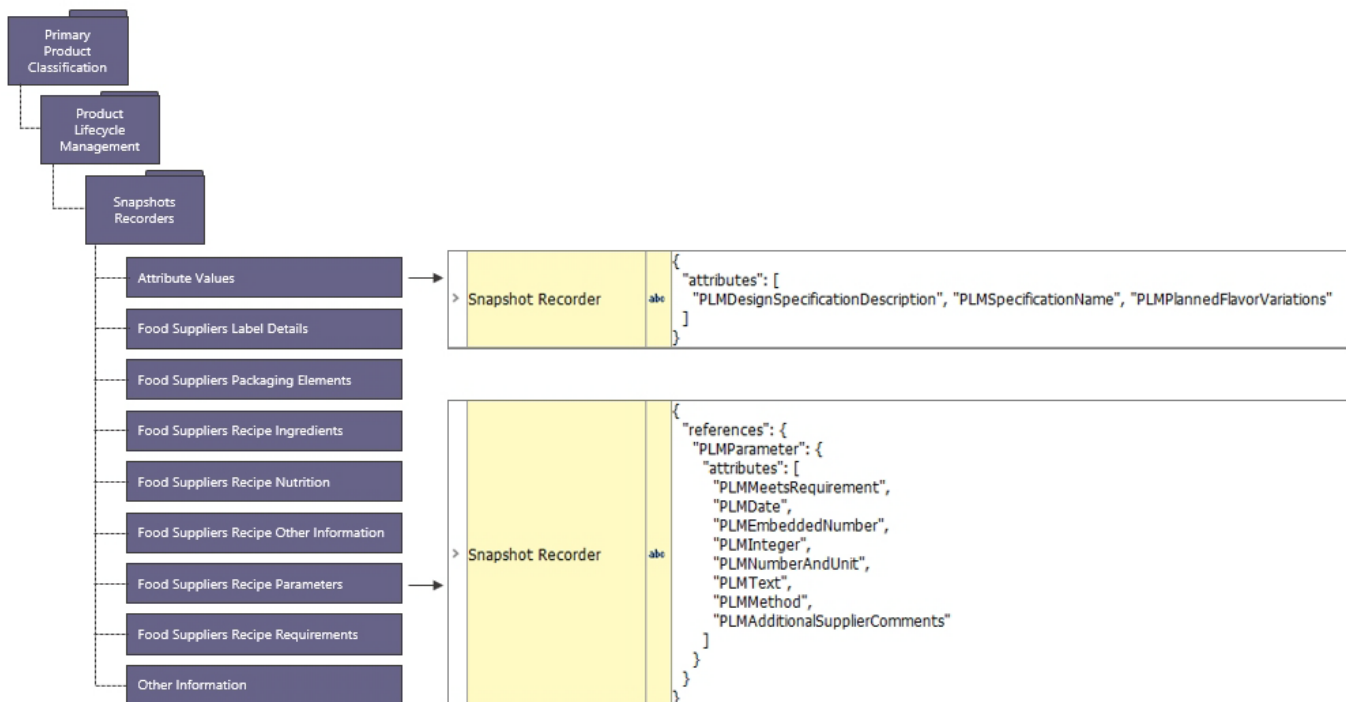 Primary
Product
Classification
Product
Lifecycle
Management
Snapshots
Recorders
Attribute Values
Food Suppliers Label Details
Food Suppliers Packaging Elements
Food Suppliers Recipe Ingredients
Food Suppliers Recipe Nutrition
Food Suppliers Recipe Other Information
Food Suppliers Recipe Parameters
Food Suppliers Recipe Requirements
Other Information
> Snapshot Recorder abc
{
"attributes": [
"PLMDesignSpecificationDescription", "PLMSpecificationName", "PLMPlannedFlavorVariations"
]
}
> Snapshot Recorder abc
{
"references": {
"PLMParameter": {
"attributes": [
"PLMMeetsRequirement",
"PLMDate",
"PLMEmbeddedNumber",
"PLMInteger",
"PLMNumberAndUnit",
"PLMText",
"PLMMethod",
"PLMAdditionalSupplierComments"
]
}
}
}